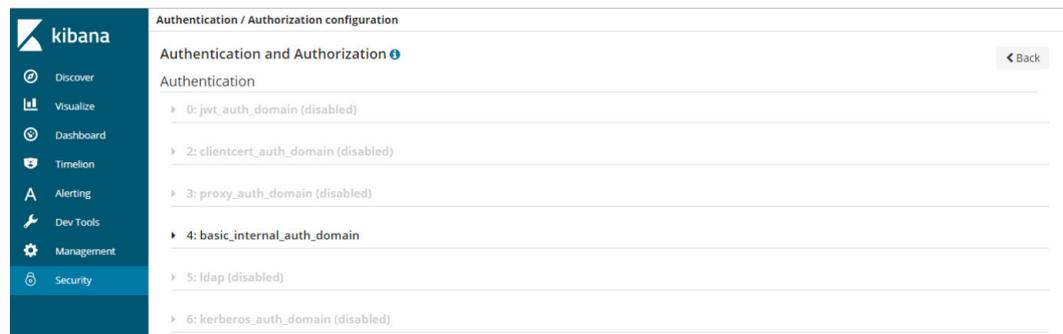 kibana
Discover
Visualize
Dashboard
Timelion
Alerting
Dev Tools
Management
Security
Authentication / Authorization configuration
Authentication and Authorization
Back
Authentication
0: jwt_auth_domain (disabled)
2: clientcert_auth_domain (disabled)
3: proxy_auth_domain (disabled)
4: basic_internal_auth_domain
5: ldap (disabled)
6: kerberos_auth_domain (disabled)